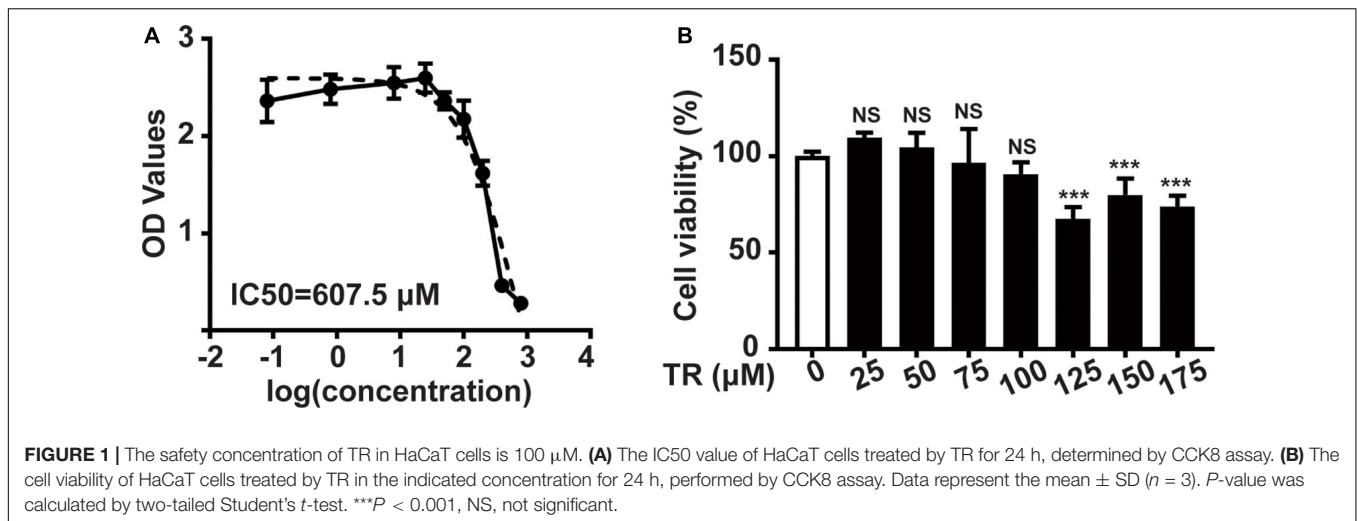 A
3
2
1
OD Values
IC50=607.5 μM
-2 -1 0 1 2 3 4
log(concentration)
B
150
100
50
0
Cell viability (%)
NS NS NS NS *** *** ***
TR (μM) 0 25 50 75 100 125 150 175
FIGURE 1 | The safety concentration of TR in HaCaT cells is 100 μM. (A) The IC50 value of HaCaT cells treated by TR for 24 h, determined by CCK8 assay. (B) The
cell viability of HaCaT cells treated by TR in the indicated concentration for 24 h, performed by CCK8 assay. Data represent the mean ± SD (n = 3). P-value was
calculated by two-tailed Student's t-test. ***P < 0.001, NS, not significant.